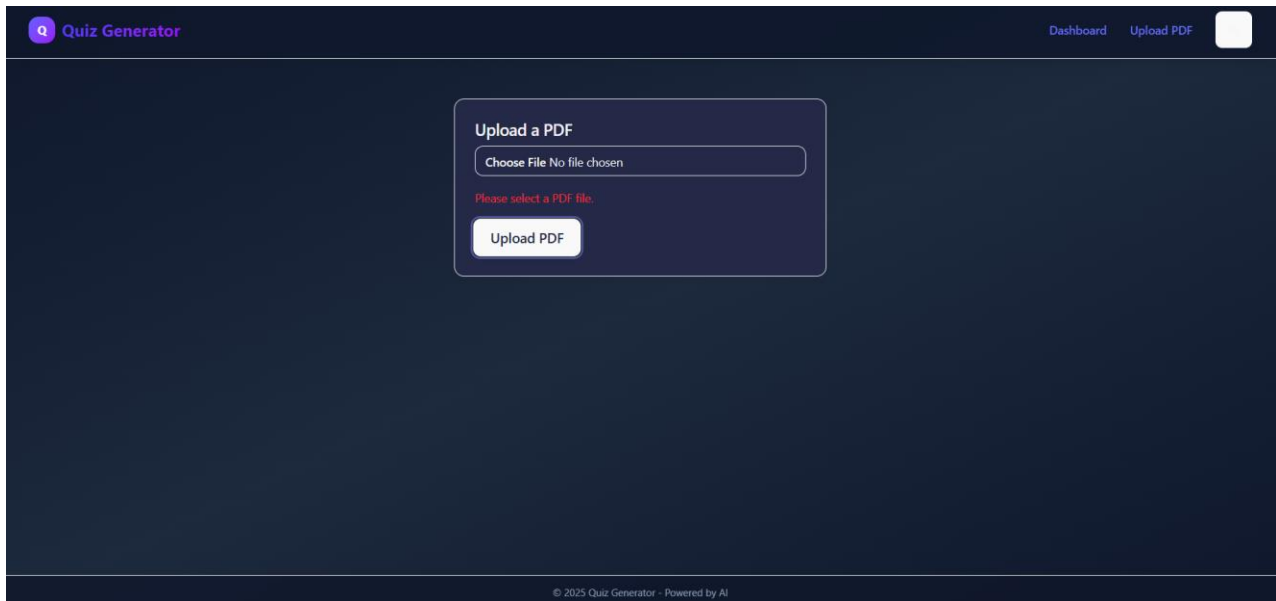 Q Quiz Generator
Dashboard Upload PDF
Upload a PDF
Choose File No file chosen
Please select a PDF file.
Upload PDF
© 2025 Quiz Generator - Powered by AI